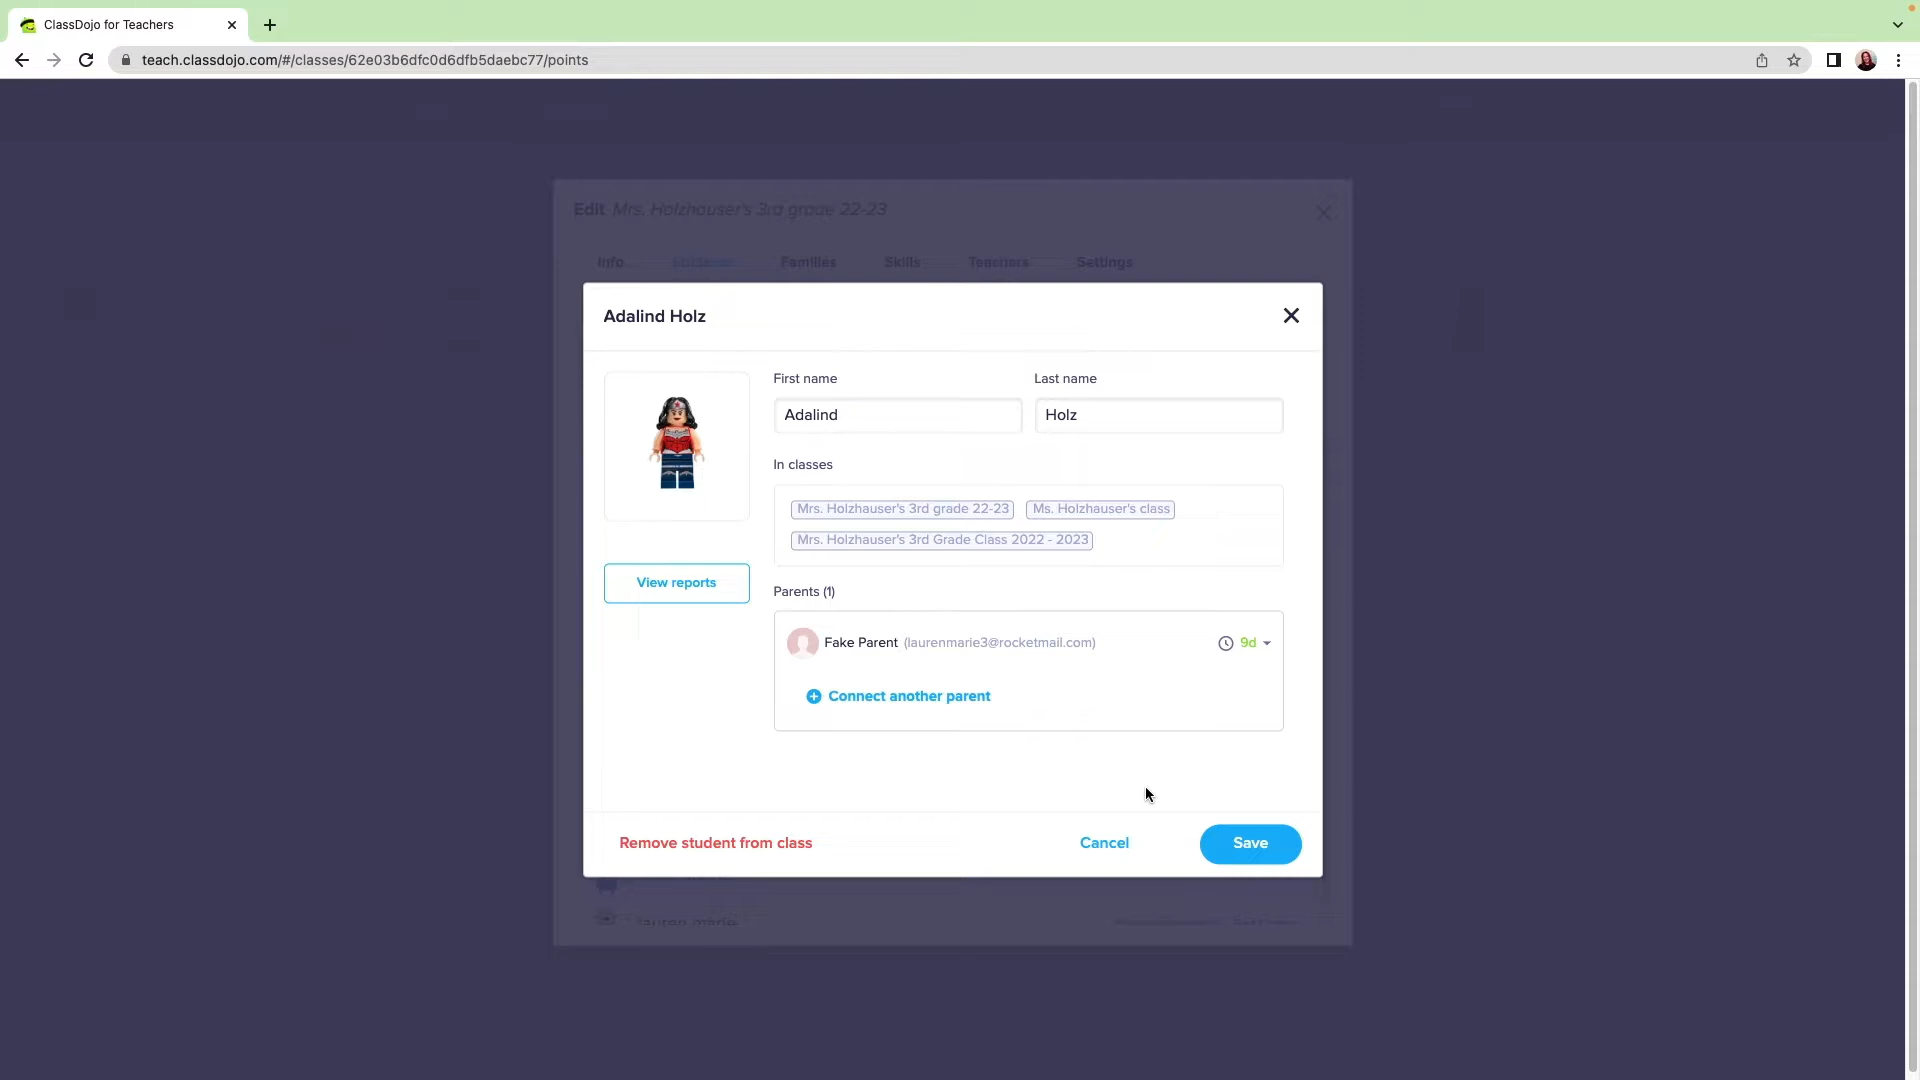 ClassDojo for Teachers
teach.classdojo.com/#/classes/62e03b6dfc0d6dfb5daebc77/points
Edit Mrs. Holzhauser's 3rd grade 22-23
Info Students Families Skills Teachers Settings
Adalind Holz
First name Last name
Adalind Holz
In classes
Mrs. Holzhauser's 3rd grade 22-23 Ms. Holzhauser's class
Mrs. Holzhauser's 3rd Grade Class 2022 - 2023
View reports
Parents (1)
Fake Parent (laurenmarie3@rocketmail.com) 9d
Connect another parent
Remove student from class Cancel Save
lauren marie